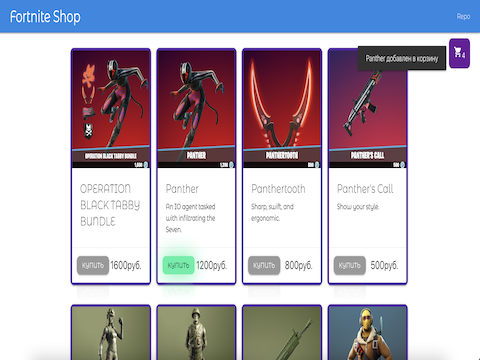 Fortnite Shop
Repo
Panther добавлен в корзину
4
OPERATION BLACK TABBY BUNDLE
1,600
PANTHER
1,200
PANTHERTOOTH
800
PANTHER'S CALL
500
OPERATION
BLACK TABBY
BUNDLE
КУПИТЬ 1600руб.
Panther
An IO agent tasked
with infiltrating the
Seven.
КУПИТЬ 1200руб.
Panthertooth
Sharp, swift, and
ergonomic.
КУПИТЬ 800руб.
Panther's Call
Show your style.
КУПИТЬ 500руб.